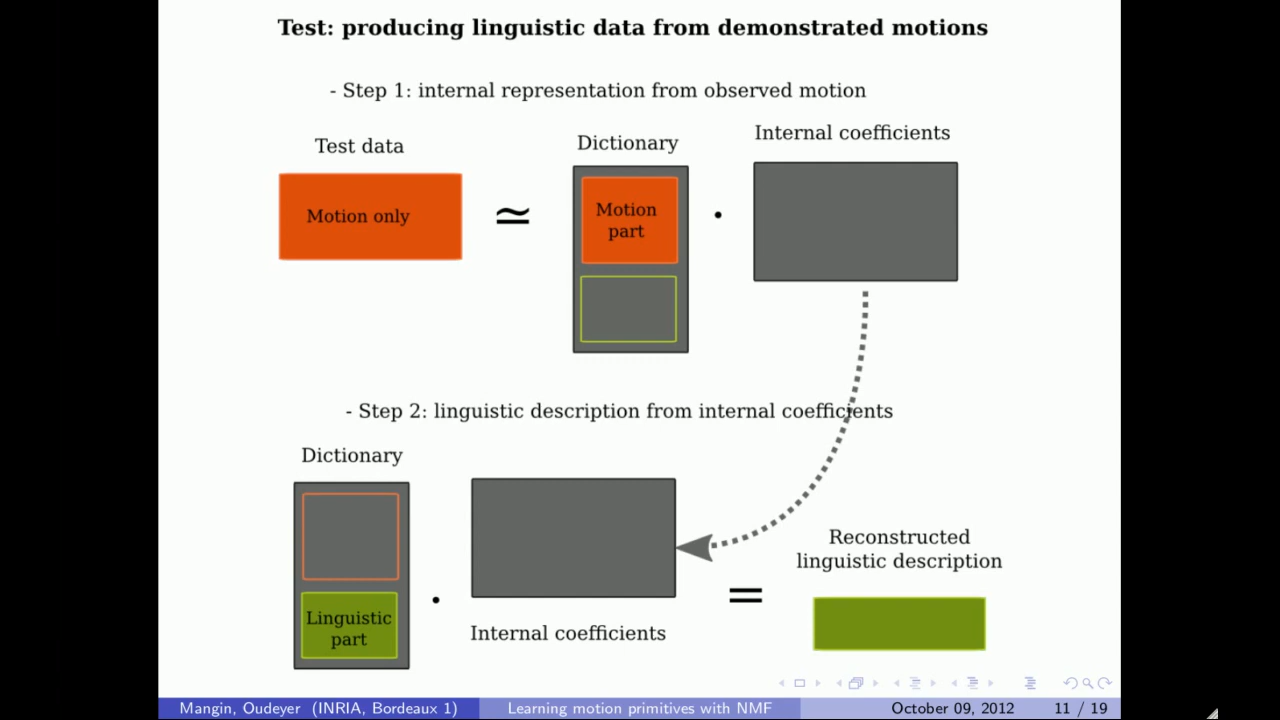 Test: producing linguistic data from demonstrated motions
- Step 1: internal representation from observed motion
Test data
Dictionary
Internal coefficients
Motion only
≃
Motion
part
·
- Step 2: linguistic description from internal coefficients
Dictionary
Linguistic
part
·
Internal coefficients
=
Reconstructed
linguistic description
Mangin, Oudeyer (INRIA, Bordeaux 1)
Learning motion primitives with NMF
October 09, 2012
11 / 19